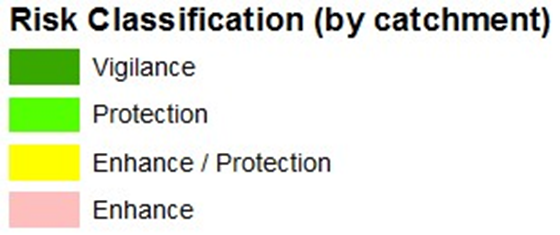 Risk Classification (by catchment)
Vigilance
Protection
Enhance / Protection
Enhance